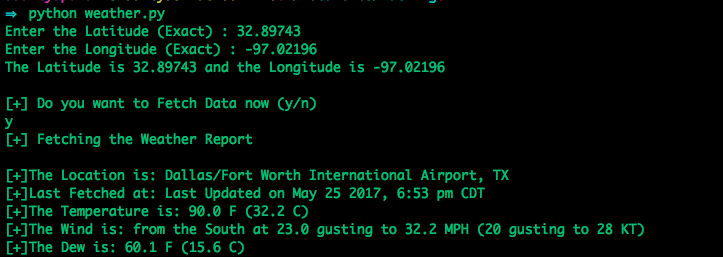 ⇒ python weather.py
Enter the Latitude (Exact) : 32.89743
Enter the Longitude (Exact) : -97.02196
The Latitude is 32.89743 and the Longitude is -97.02196
[+] Do you want to Fetch Data now (y/n)
y
[+] Fetching the Weather Report
[+]The Location is: Dallas/Fort Worth International Airport, TX
[+]Last Fetched at: Last Updated on May 25 2017, 6:53 pm CDT
[+]The Temperature is: 90.0 F (32.2 C)
[+]The Wind is: from the South at 23.0 gusting to 32.2 MPH (20 gusting to 28 KT)
[+]The Dew is: 60.1 F (15.6 C)